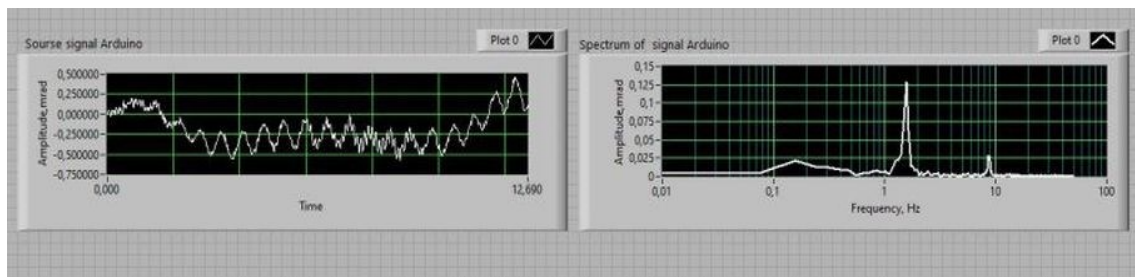 Sourse signal Arduino
Plot 0
Amplitude,mrad
0,500000
0,250000
0,000000
-0,250000
-0,500000
-0,750000
0,000
12,690
Time
Spectrum of signal Arduino
Plot 0
Amplitude,mrad
0,15
0,125
0,1
0,075
0,05
0,025
0
0,01
0,1
1
10
100
Frequency, Hz